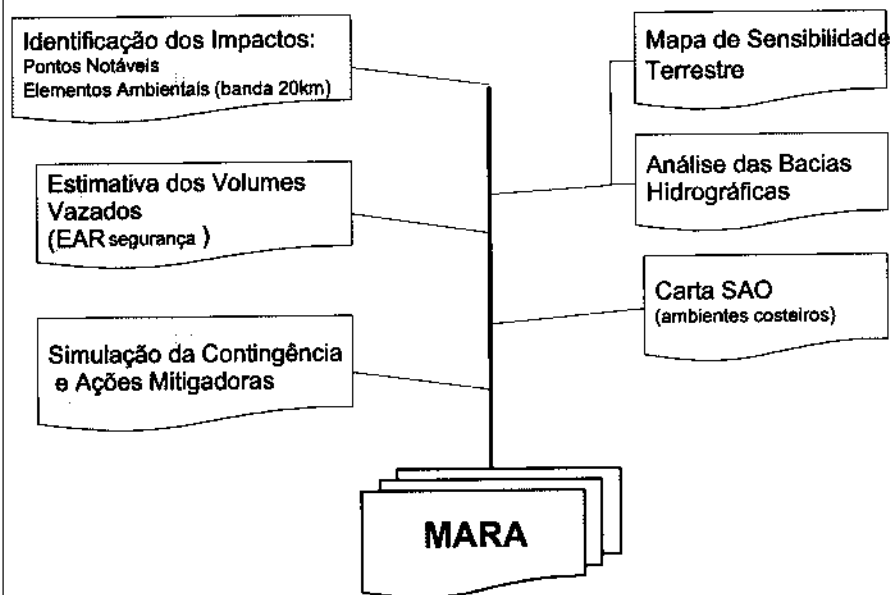 Identificação dos Impactos:
Pontos Notáveis
Elementos Ambientais (banda 20km)
Estimativa dos Volumes
Vazados
(EAR segurança )
Simulação da Contingência
e Ações Mitigadoras
Mapa de Sensibilidade
Terrestre
Análise das Bacias
Hidrográficas
Carta SAO
(ambientes costeiros)
MARA